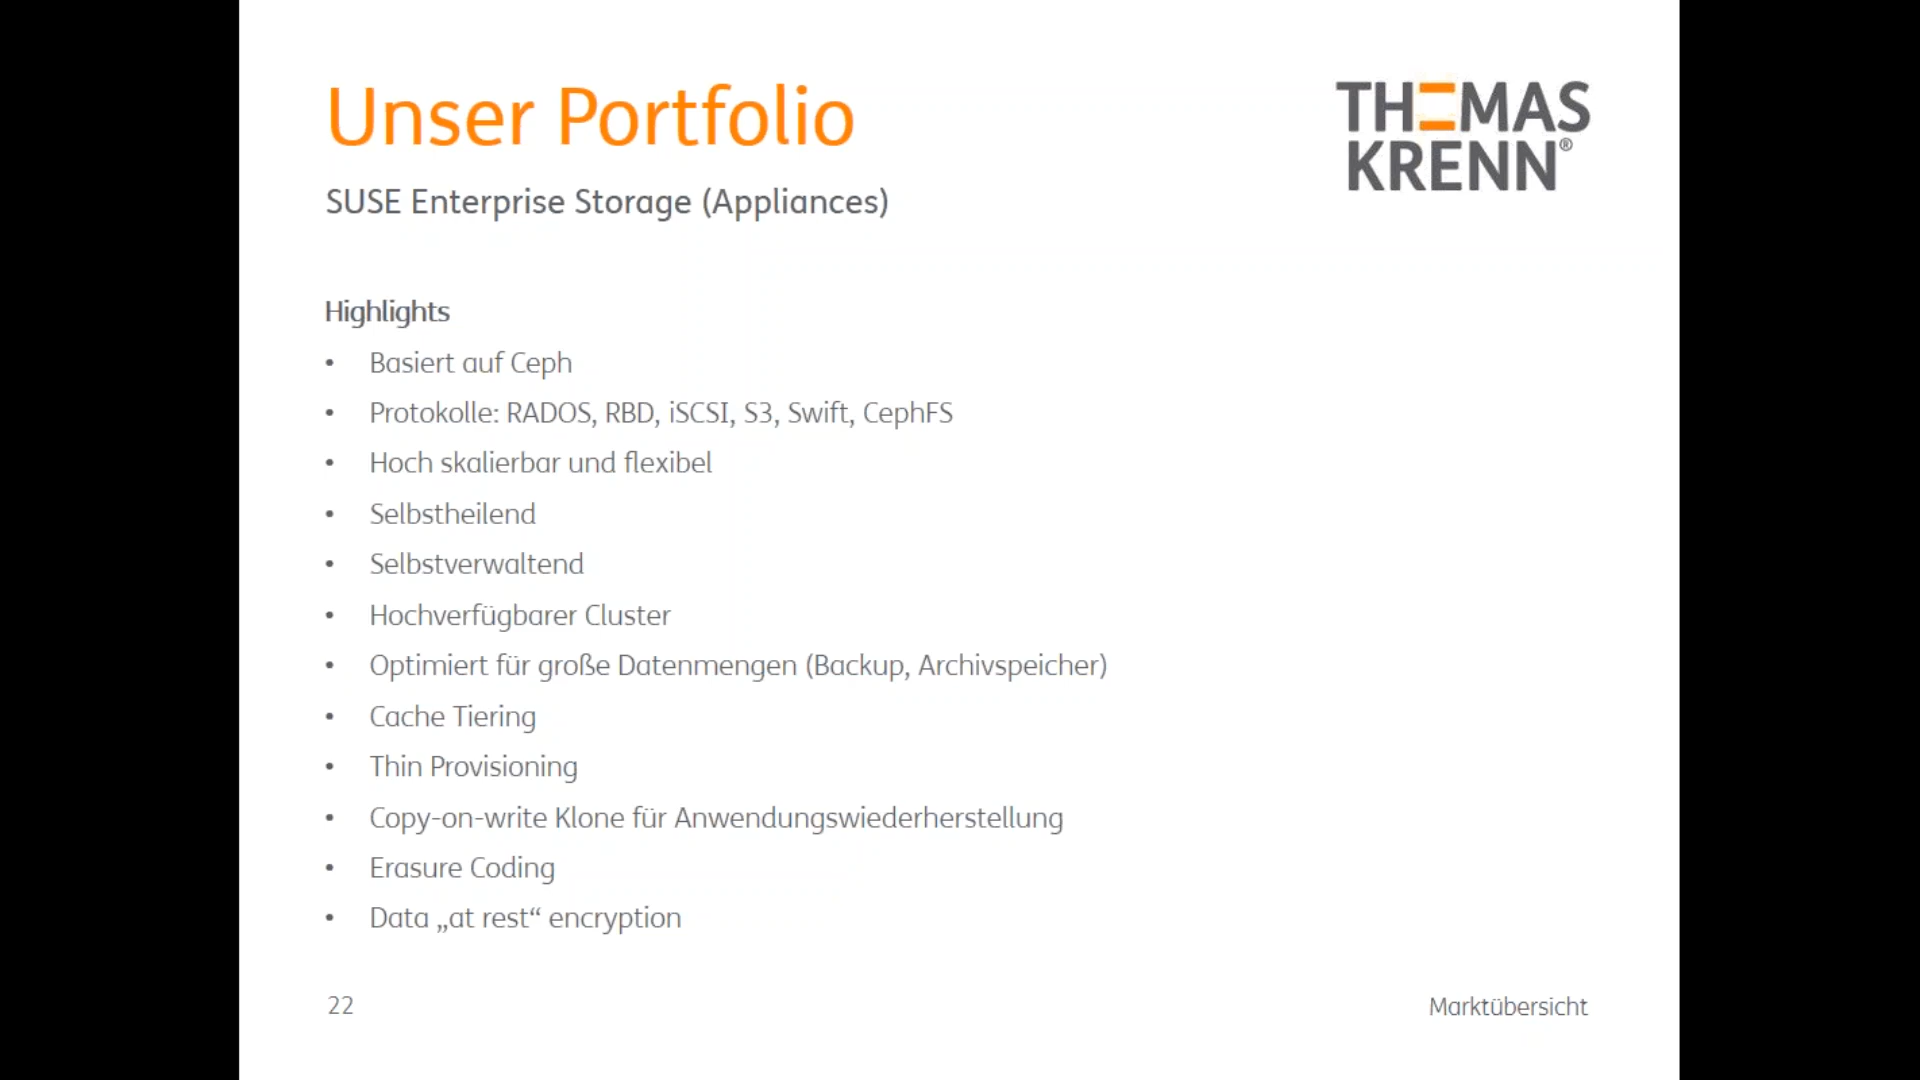 Unser Portfolio
THOMAS
KRENN®
SUSE Enterprise Storage (Appliances)
Highlights
• Basiert auf Ceph
• Protokolle: RADOS, RBD, iSCSI, S3, Swift, CephFS
• Hoch skalierbar und flexibel
• Selbstheilend
• Selbstverwaltend
• Hochverfügbarer Cluster
• Optimiert für große Datenmengen (Backup, Archivspeicher)
• Cache Tiering
• Thin Provisioning
• Copy-on-write Klone für Anwendungswiederherstellung
• Erasure Coding
• Data „at rest“ encryption
22
Marktübersicht